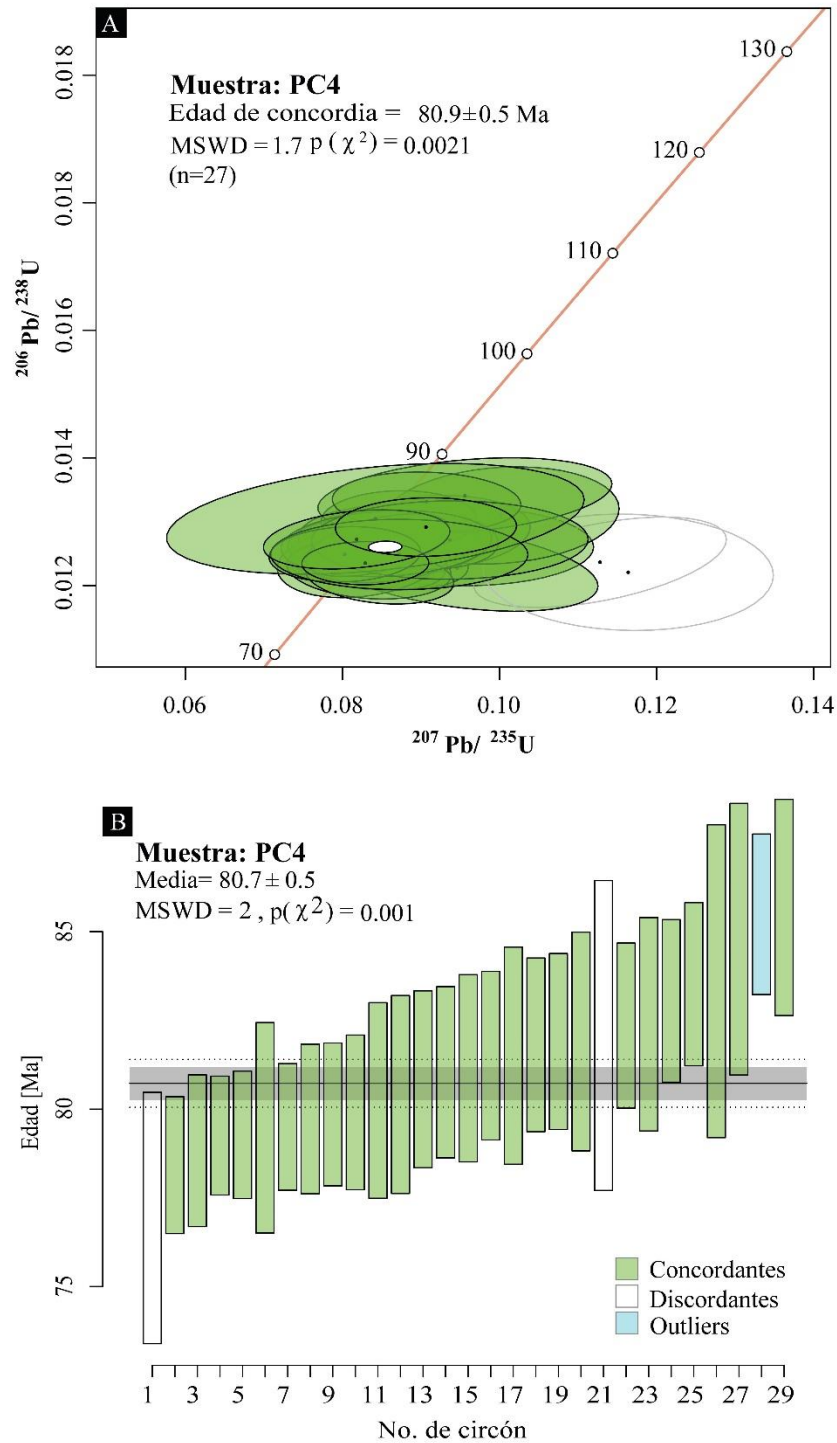 A
Muestra: PC4
Edad de concordia = 80.9±0.5 Ma
MSWD = 1.7 p (χ²) = 0.0021
(n=27)
130
120
110
100
90
70
0.018
0.018
0.016
0.014
0.012
²⁰⁶Pb/ ²³⁸U
0.06 0.08 0.10 0.12 0.14
²⁰⁷ Pb/ ²³⁵U
B
Muestra: PC4
Media= 80.7 ± 0.5
MSWD = 2 , p(χ²) = 0.001
85
80
75
Edad [Ma]
Concordantes
Discordantes
Outliers
1 3 5 7 9 11 13 15 17 19 21 23 25 27 29
No. de circón